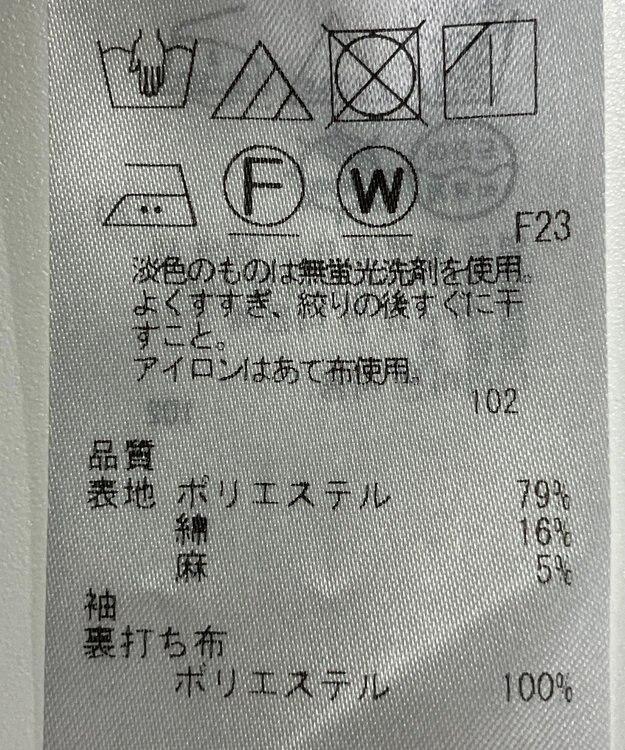 F W
F23
淡色のものは無蛍光洗剤を使用。
よくすすぎ、絞りの後すぐに干
すこと。
アイロンはあて布使用。
102
品質
表地 ポリエステル 79%
綿 16%
麻 5%
袖
裏打ち布
ポリエステル 100%